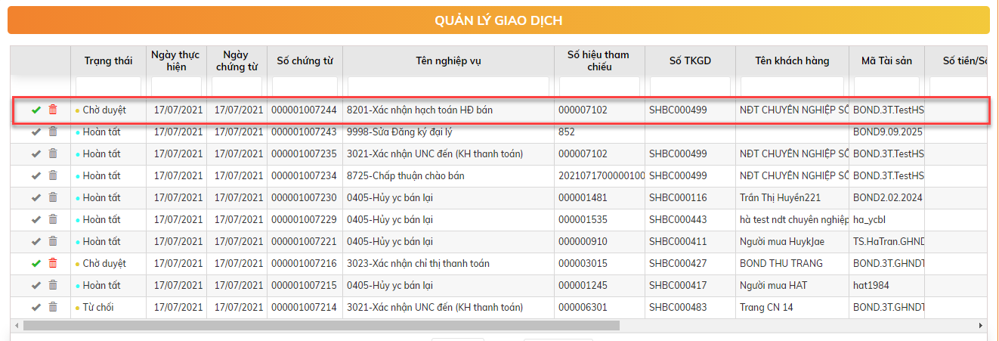 QUẢN LÝ GIAO DỊCH
Trạng thái Ngày thực hiện Ngày chứng từ Số chứng từ Tên nghiệp vụ Số hiệu tham chiếu Số TKGD Tên khách hàng Mã Tài sản Số tiền/Số
Chờ duyệt 17/07/2021 17/07/2021 000001007244 8201-Xác nhận hạch toán HĐ bán 000007102 SHBC000499 NĐT CHUYÊN NGHIỆP SỐ BOND.3T.TestHS
Hoàn tất 17/07/2021 17/07/2021 000001007243 9998-Sửa Đăng ký đại lý 852 BOND9.09.2025
Hoàn tất 17/07/2021 17/07/2021 000001007235 3021-Xác nhận UNC đến (KH thanh toán) 000007102 SHBC000499 NĐT CHUYÊN NGHIỆP SỐ BOND.3T.TestHS
Hoàn tất 17/07/2021 17/07/2021 000001007234 8725-Chấp thuận chào bán 2021071700000100 SHBC000499 NĐT CHUYÊN NGHIỆP SỐ BOND.3T.TestHS
Hoàn tất 17/07/2021 17/07/2021 000001007230 0405-Hủy yc bán lại 000001481 SHBC000116 Trần Thị Huyền221 BOND2.02.2024
Hoàn tất 17/07/2021 17/07/2021 000001007229 0405-Hủy yc bán lại 000001535 SHBC000443 hà test ndt chuyên nghiệp ha_ycbl
Hoàn tất 17/07/2021 17/07/2021 000001007221 0405-Hủy yc bán lại 000000910 SHBC000411 Người mua HuykJae TS.HaTran.GHND
Chờ duyệt 17/07/2021 17/07/2021 000001007216 3023-Xác nhận chỉ thị thanh toán 000003015 SHBC000427 BOND THU TRANG BOND.3T.GHNDT
Hoàn tất 17/07/2021 17/07/2021 000001007215 0405-Hủy yc bán lại 000001245 SHBC000417 Người mua HAT hat1984
Từ chối 17/07/2021 17/07/2021 000001007214 3021-Xác nhận UNC đến (KH thanh toán) 000006301 SHBC000483 Trang CN 14 BOND.3T.GHNDT